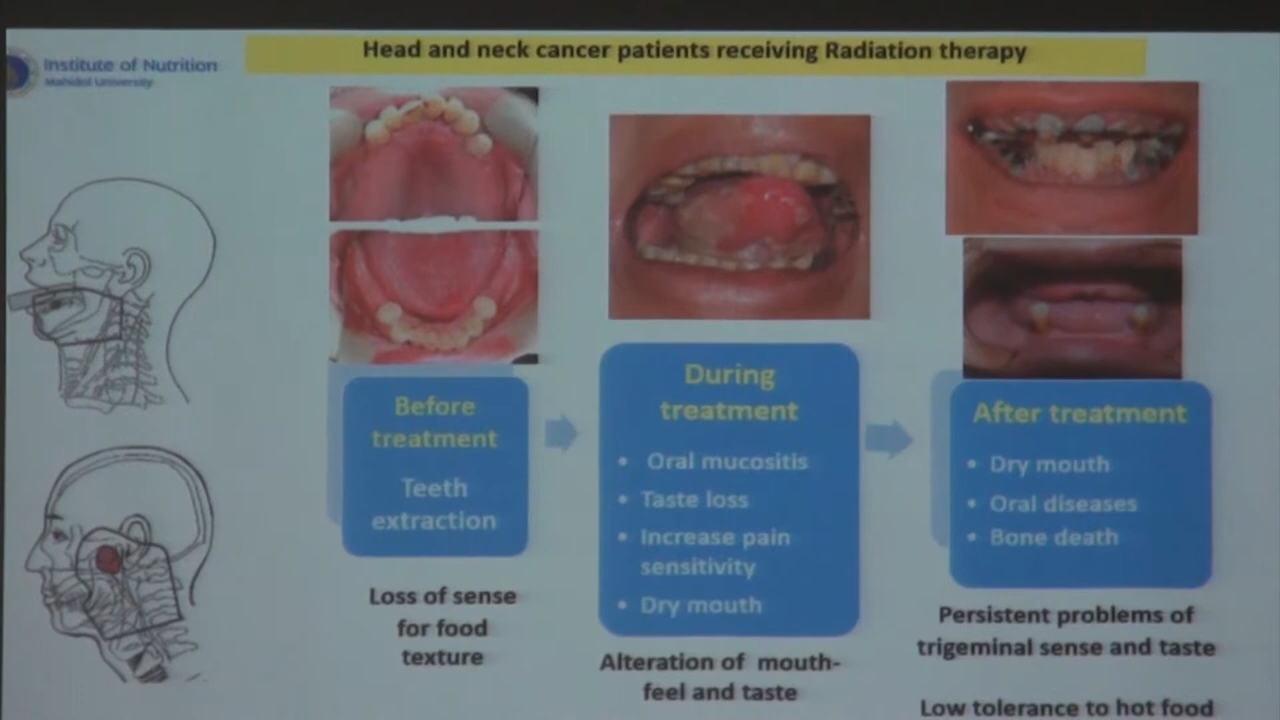 Head and neck cancer patients receiving Radiation therapy
Institute of Nutrition
Mahidol University
Before
treatment
Teeth
extraction
Loss of sense
for food
texture
During
treatment
• Oral mucositis
• Taste loss
• Increase pain
sensitivity
• Dry mouth
Alteration of mouth-
feel and taste
After treatment
• Dry mouth
• Oral diseases
• Bone death
Persistent problems of
trigeminal sense and taste
Low tolerance to hot food